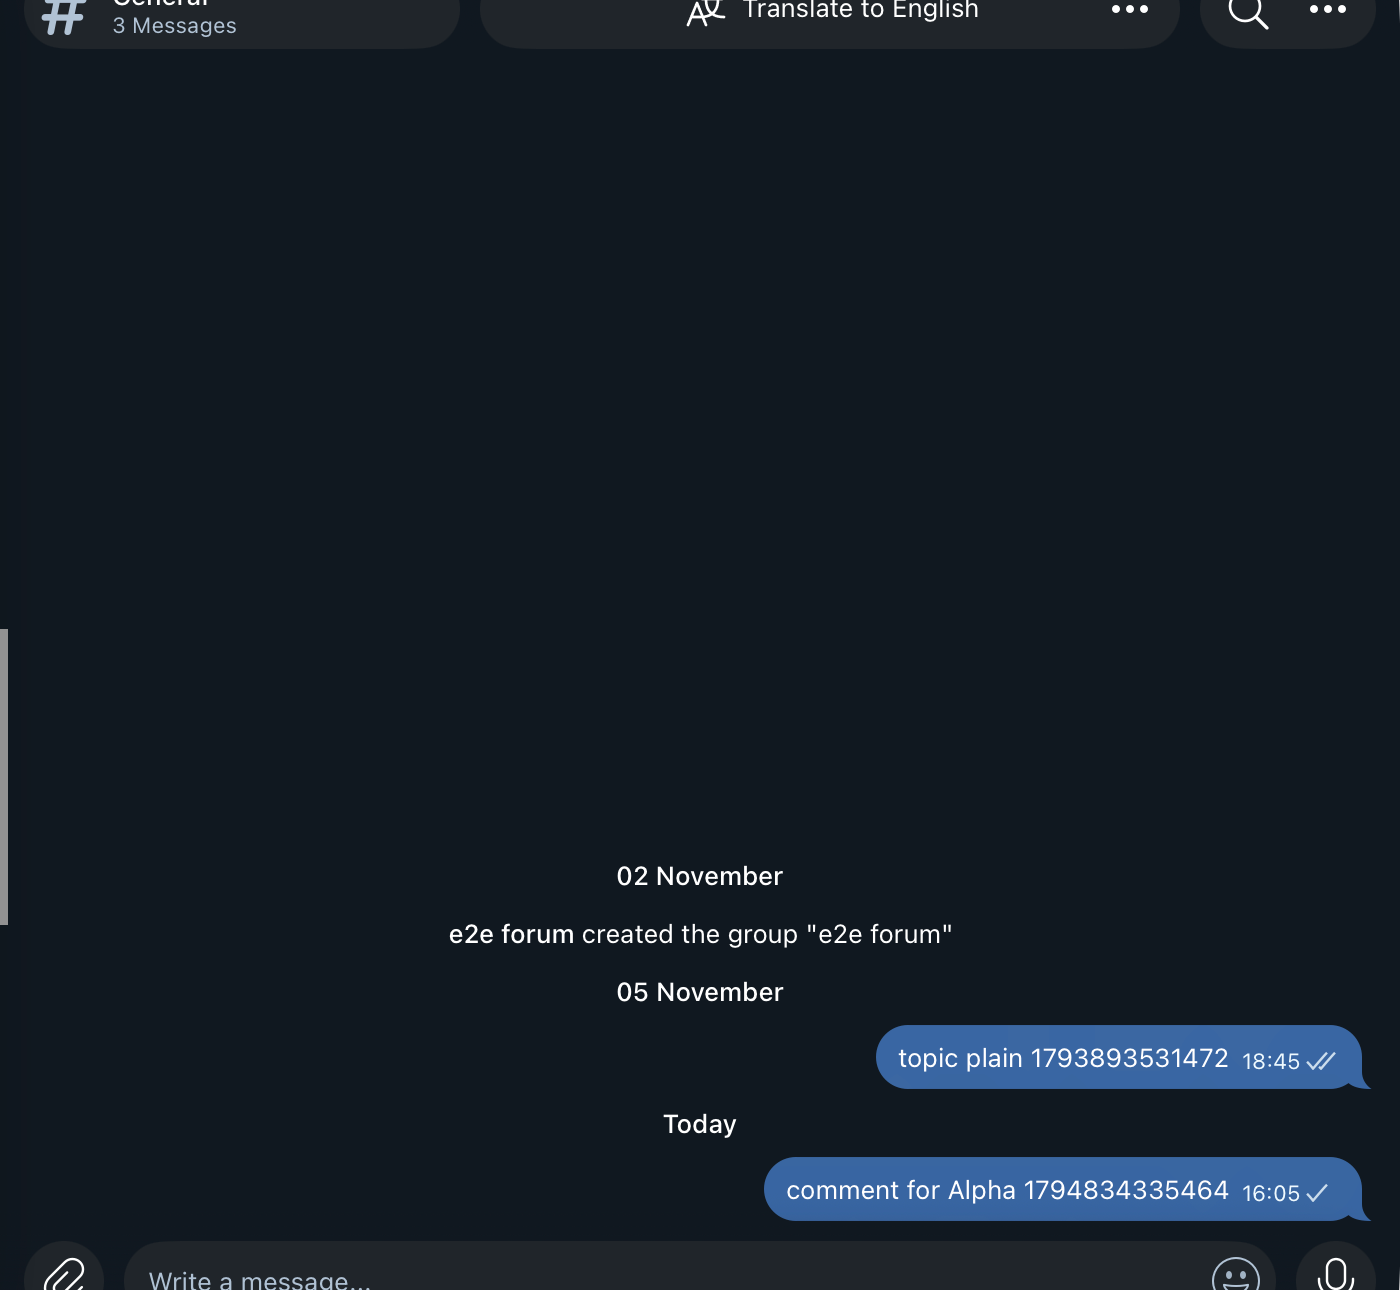 General
3 Messages
Translate to English
02 November
e2e forum created the group "e2e forum"
05 November
topic plain 1793893531472 18:45
Today
comment for Alpha 1794834335464 16:05
Write a message...